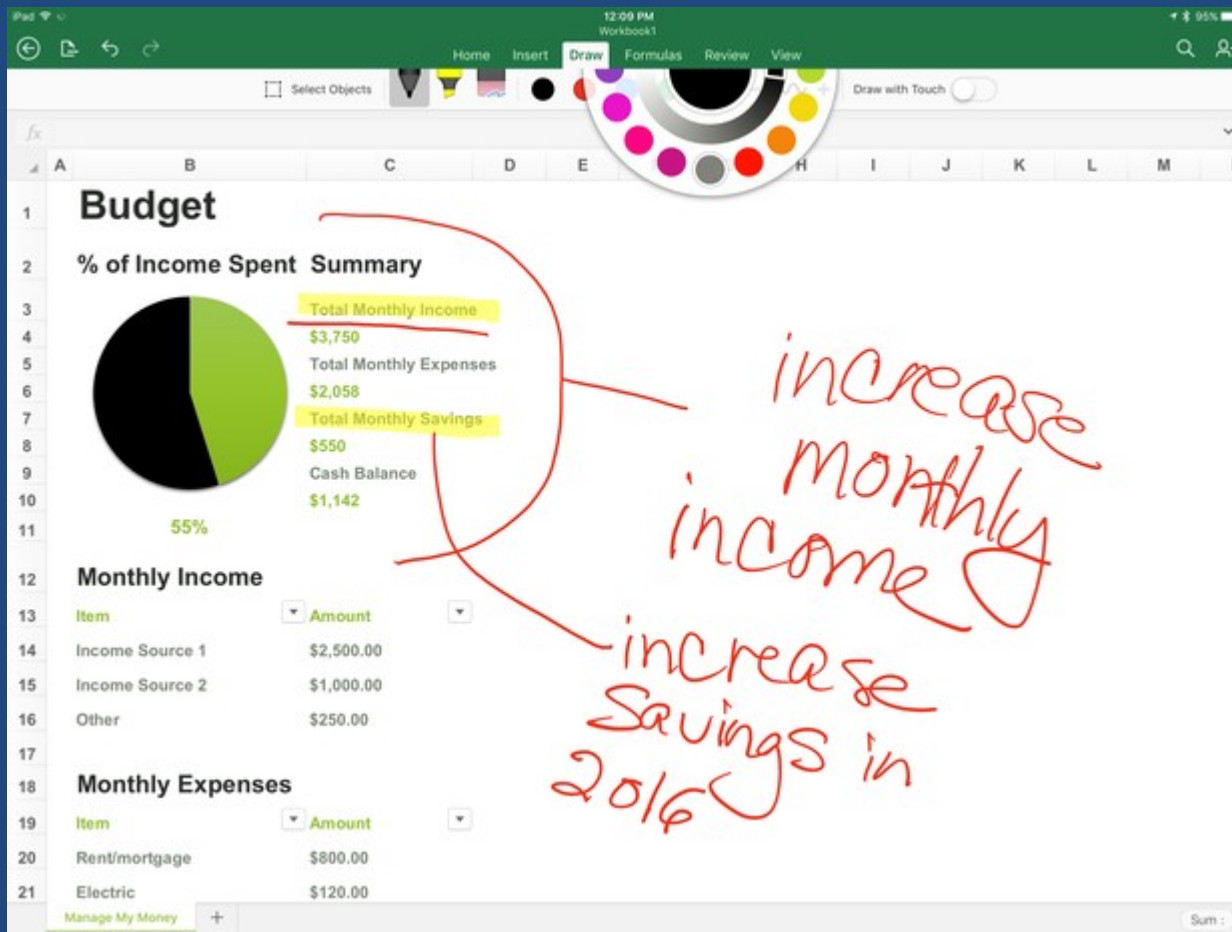 iPad
12:09 PM
95%
Workbook1
Home Insert Draw Formulas Review View
Select Objects
Draw with Touch
fx
A B C D E H I J K L M
1 Budget
2 % of Income Spent Summary
3 Total Monthly Income
4 $3,750
5 Total Monthly Expenses
6 $2,058
7 Total Monthly Savings
8 $550
9 Cash Balance
10 $1,142
11 55%
increase
monthly
income
12 Monthly Income
13 Item Amount
14 Income Source 1 $2,500.00
15 Income Source 2 $1,000.00
16 Other $250.00
17
increase
Savings in
2016
18 Monthly Expenses
19 Item Amount
20 Rent/mortgage $800.00
21 Electric $120.00
Manage My Money +
Sum :